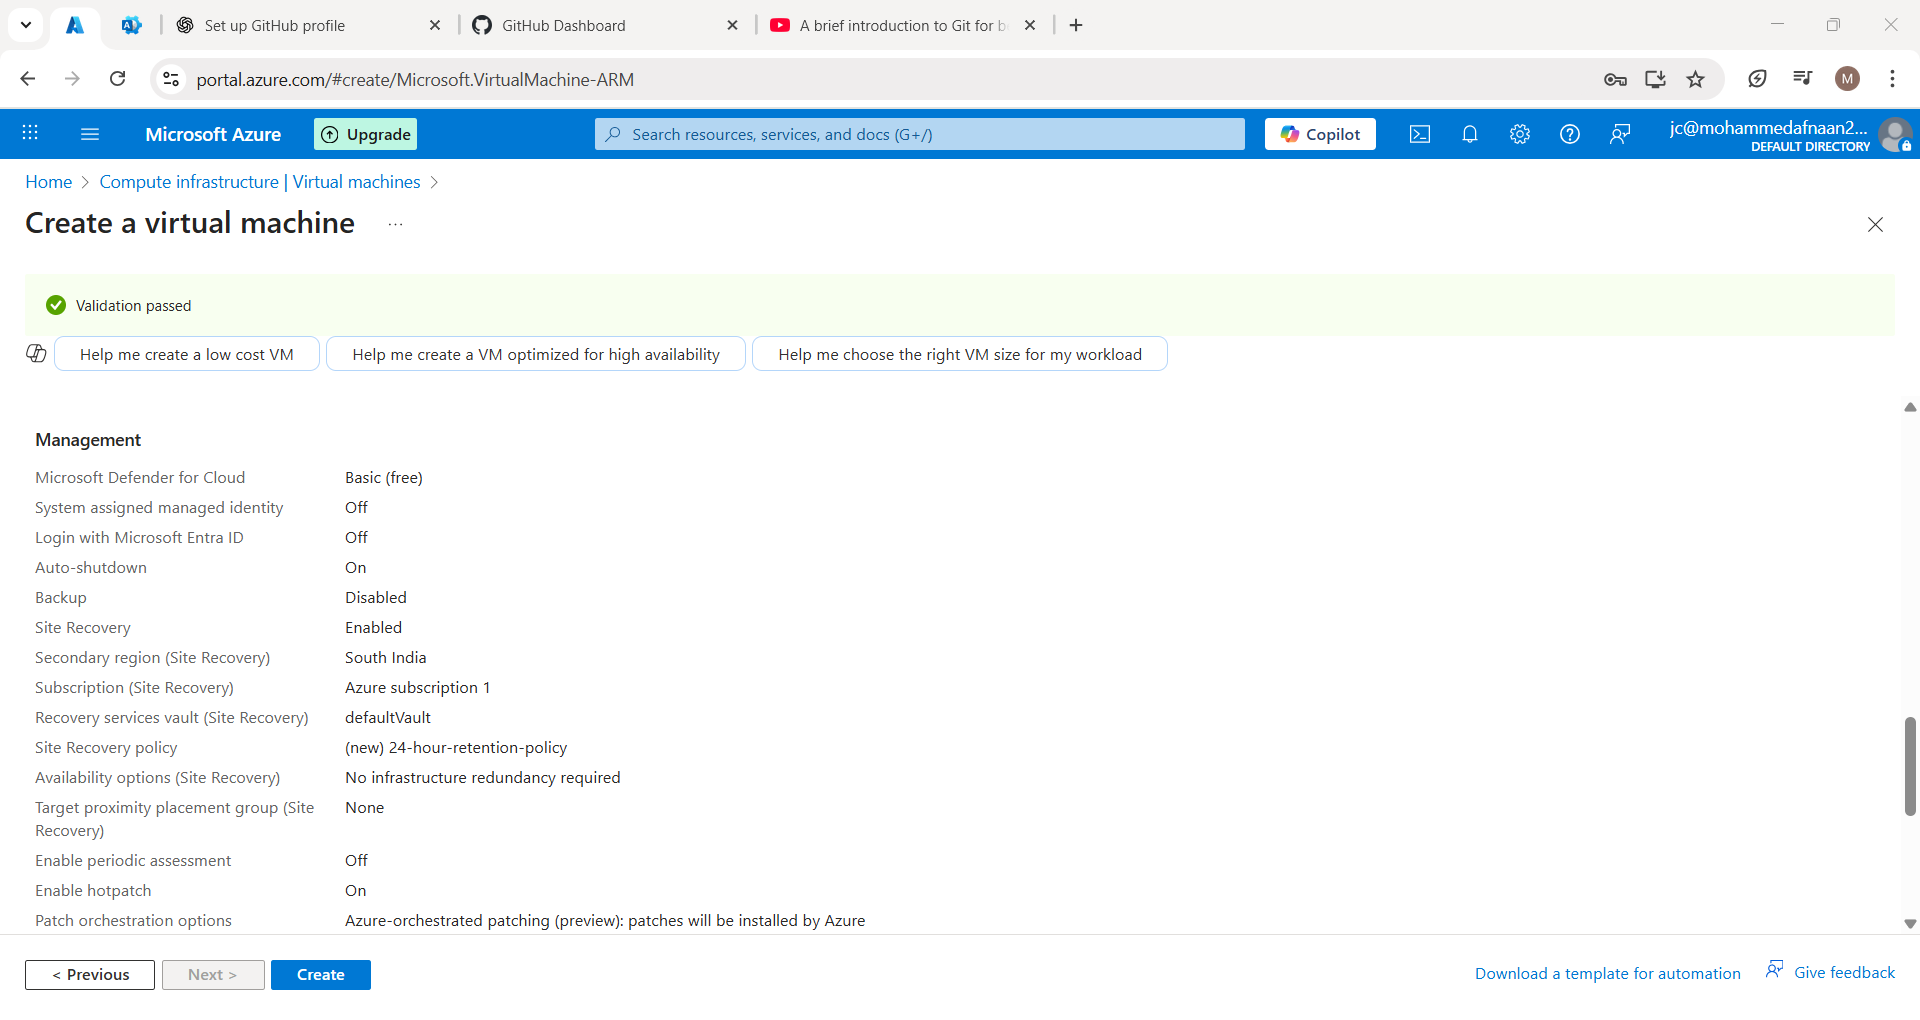 Set up GitHub profile
GitHub Dashboard
A brief introduction to Git for b
portal.azure.com/#create/Microsoft.VirtualMachine-ARM
M
Microsoft Azure
Upgrade
Search resources, services, and docs (G+/)
Copilot
jc@mohammedafnaan2...
DEFAULT DIRECTORY
Home > Compute infrastructure | Virtual machines >
Create a virtual machine ...
Validation passed
Help me create a low cost VM
Help me create a VM optimized for high availability
Help me choose the right VM size for my workload
Management
Microsoft Defender for Cloud Basic (free)
System assigned managed identity Off
Login with Microsoft Entra ID Off
Auto-shutdown On
Backup Disabled
Site Recovery Enabled
Secondary region (Site Recovery) South India
Subscription (Site Recovery) Azure subscription 1
Recovery services vault (Site Recovery) defaultVault
Site Recovery policy (new) 24-hour-retention-policy
Availability options (Site Recovery) No infrastructure redundancy required
Target proximity placement group (Site None
Recovery)
Enable periodic assessment Off
Enable hotpatch On
Patch orchestration options Azure-orchestrated patching (preview): patches will be installed by Azure
< Previous
Next >
Create
Download a template for automation
Give feedback